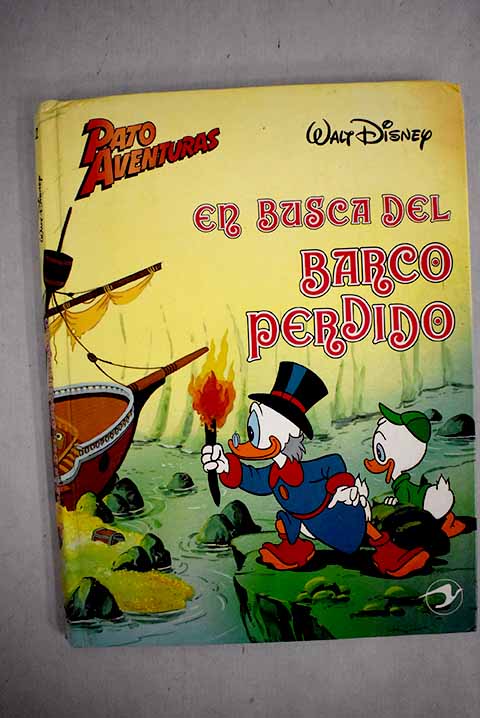 PATO
AVENTURAS
WALT DISNEY
EN BUSCA DEL
BARCO
PERDIDO